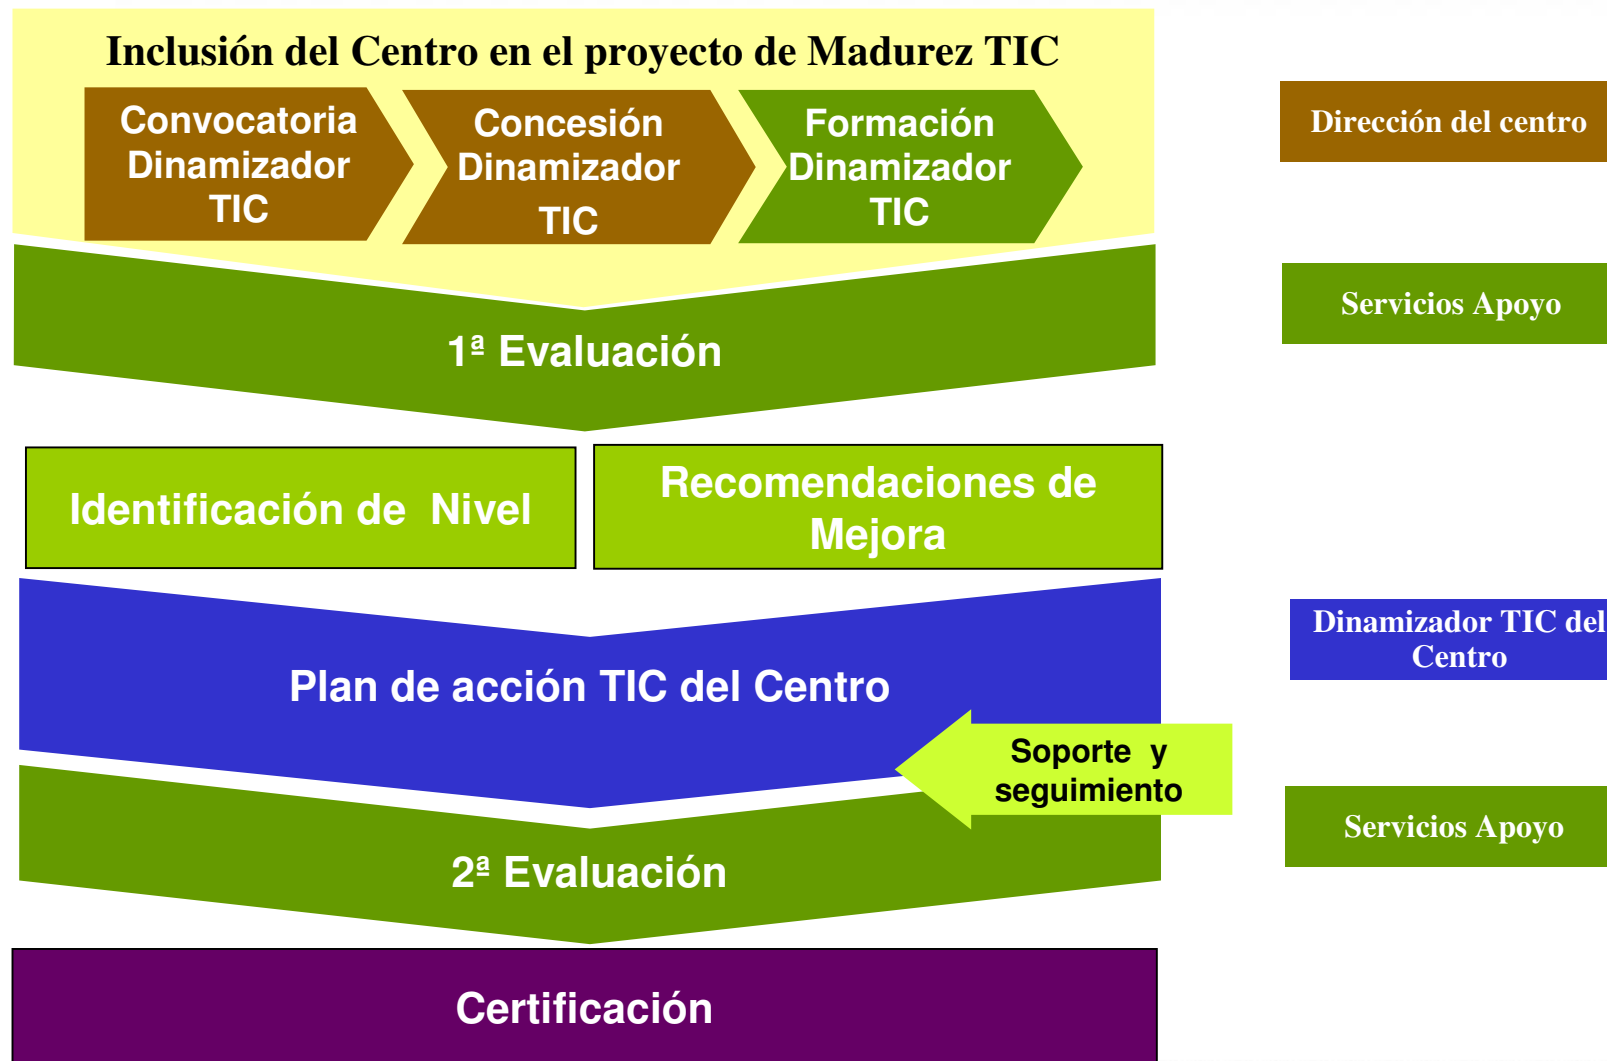 Inclusión del Centro en el proyecto de Madurez TIC
Convocatoria
Dinamizador
TIC
Concesión
Dinamizador
TIC
Formación
Dinamizador
TIC
Dirección del centro
Servicios Apoyo
1ª Evaluación
Identificación de Nivel
Recomendaciones de
Mejora
Dinamizador TIC del
Centro
Plan de acción TIC del Centro
Soporte y
seguimiento
Servicios Apoyo
2ª Evaluación
Certificación